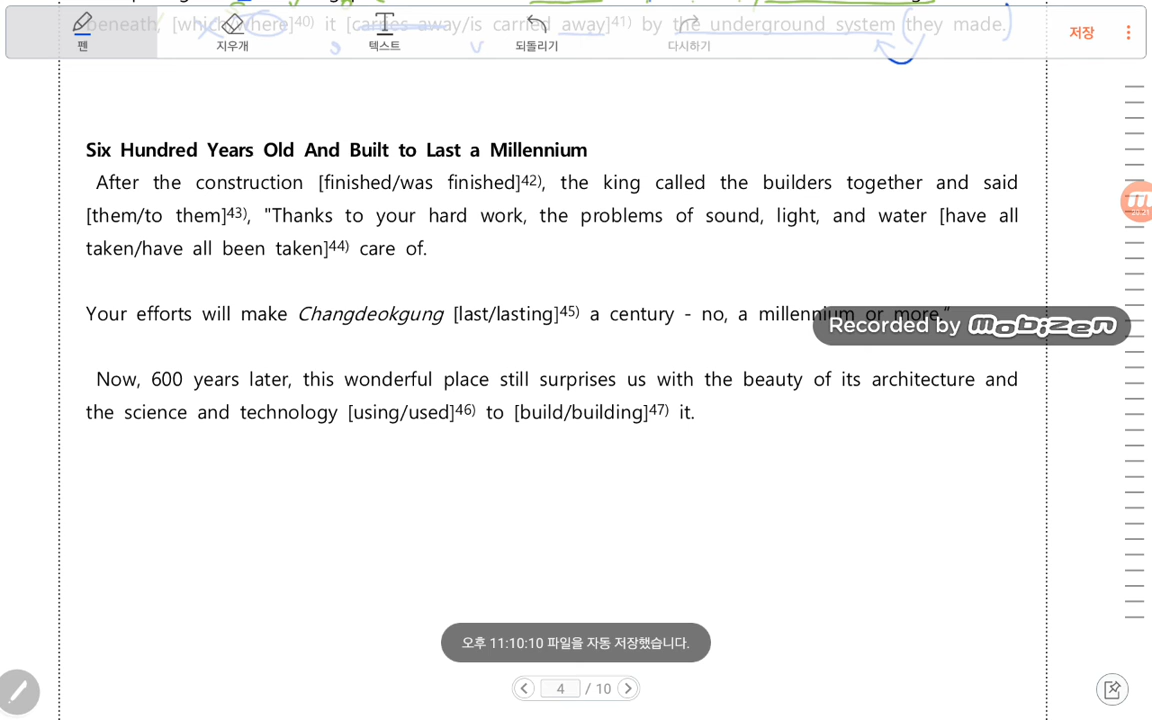 beneath, [which/where]40) it [carries away/is carried away]41) by the underground system they made.
펜 지우개 텍스트 되돌리기 다시하기 저장
Six Hundred Years Old And Built to Last a Millennium
After the construction [finished/was finished]42), the king called the builders together and said
[them/to them]43), "Thanks to your hard work, the problems of sound, light, and water [have all
taken/have all been taken]44) care of.
Your efforts will make Changdeokgung [last/lasting]45) a century - no, a millennium or more."
Recorded by mobizen
Now, 600 years later, this wonderful place still surprises us with the beauty of its architecture and
the science and technology [using/used]46) to [build/building]47) it.
오후 11:10:10 파일을 자동 저장했습니다.
4 / 10